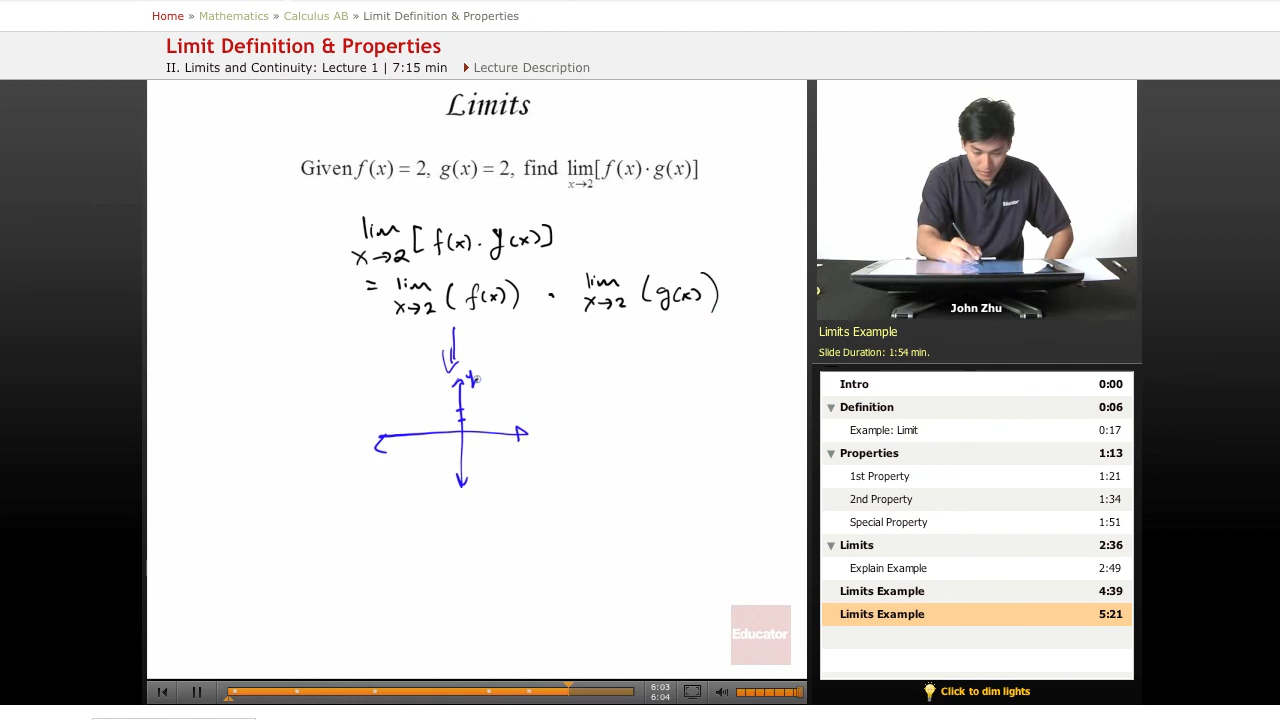 Home » Mathematics » Calculus AB » Limit Definition & Properties
Limit Definition & Properties
II. Limits and Continuity: Lecture 1 | 7:15 min Lecture Description
Limits
Given f(x) = 2, g(x) = 2, find lim x→2 [f(x) · g(x)]
lim x→2 [f(x) · g(x)]
= lim x→2 (f(x)) · lim x→2 (g(x))
Educator
6:03
6:04
Educator
John Zhu
Limits Example
Slide Duration: 1:54 min.
Intro 0:00
▼ Definition 0:06
Example: Limit 0:17
▼ Properties 1:13
1st Property 1:21
2nd Property 1:34
Special Property 1:51
▼ Limits 2:36
Explain Example 2:49
Limits Example 4:39
Limits Example 5:21
Click to dim lights